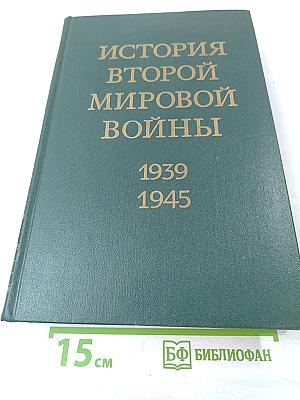 ИСТОРИЯ
ВТОРОЙ
МИРОВОЙ
ВОЙНЫ
1939
1945
15 см
БФ БИБЛИОФАН